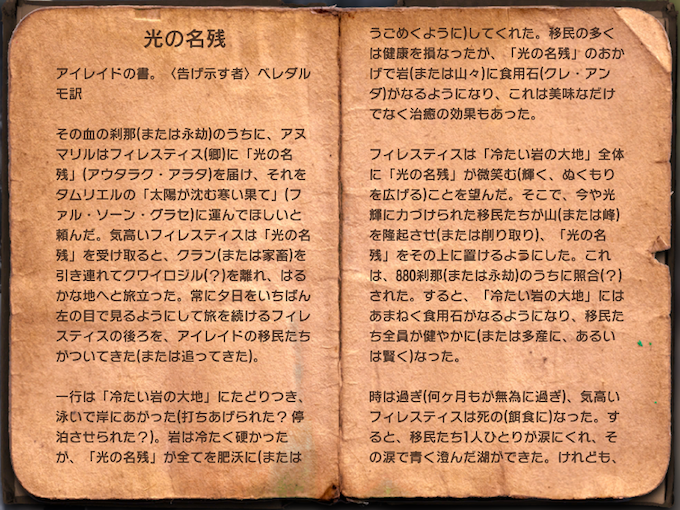 光の名残
アイレイドの書。〈告げ示す者〉ベレダル
モ訳
その血の刹那(または永劫)のうちに、アヌ
マリルはフィレスティス(卿)に「光の名
残」(アウタラク・アラタ)を届け、それを
タムリエルの「太陽が沈む寒い果て」(フ
ァル・ソーン・グラセ)に運んでほしいと
頼んだ。気高いフィレスティスは「光の名
残」を受け取ると、クラン(または家畜)を
引き連れてクワイロジル(?)を離れ、はる
かな地へと旅立った。常に夕日をいちばん
左の目で見るようにして旅を続けるフィレ
スティスの後ろを、アイレイドの移民たち
がついてきた(または追ってきた)。
一行は「冷たい岩の大地」にたどりつき、
泳いで岸にあがった(打ちあげられた? 停
泊させられた?)。岩は冷たく硬かった
が、「光の名残」が全てを肥沃に(または
うごめくように)してくれた。移民の多く
は健康を損なったが、「光の名残」のおか
げで岩(または山々)に食用石(クレ・アン
ダ)がなるようになり、これは美味なだけ
でなく治癒の効果もあった。
フィレスティスは「冷たい岩の大地」全体
に「光の名残」が微笑む(輝く、ぬくもり
を広げる)ことを望んだ。そこで、今や光
輝に力づけられた移民たちが山(または峰)
を隆起させ(または削り取り)、「光の名
残」をその上に置けるようにした。これ
は、880刹那(または永劫)のうちに照合(?)
された。すると、「冷たい岩の大地」には
あまねく食用石がなるようになり、移民た
ち全員が健やかに(または多産に、あるい
は賢く)なった。
時は過ぎ(何ヶ月もが無為に過ぎ)、気高い
フィレスティスは死の(餌食に)なった。す
ると、移民たち1人ひとりが涙にくれ、そ
の涙で青く澄んだ湖ができた。けれども、